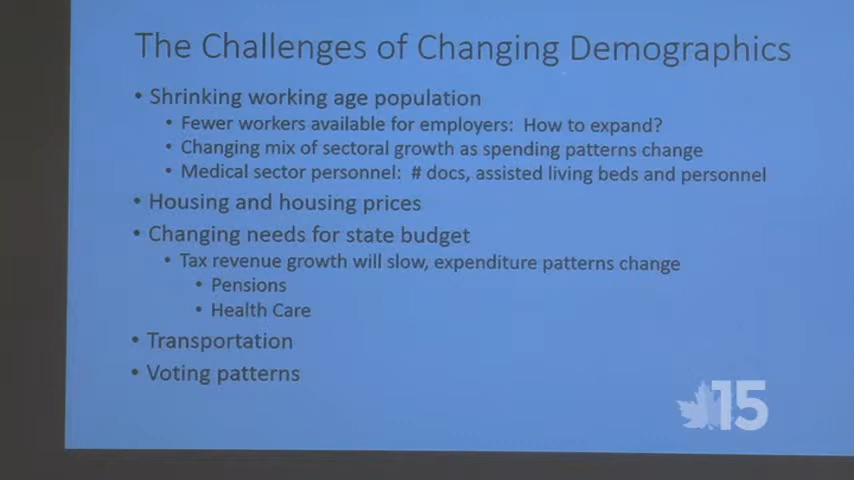 The Challenges of Changing Demographics
• Shrinking working age population
• Fewer workers available for employers: How to expand?
• Changing mix of sectoral growth as spending patterns change
• Medical sector personnel: # docs, assisted living beds and personnel
• Housing and housing prices
• Changing needs for state budget
• Tax revenue growth will slow, expenditure patterns change
• Pensions
• Health Care
• Transportation
• Voting patterns
15